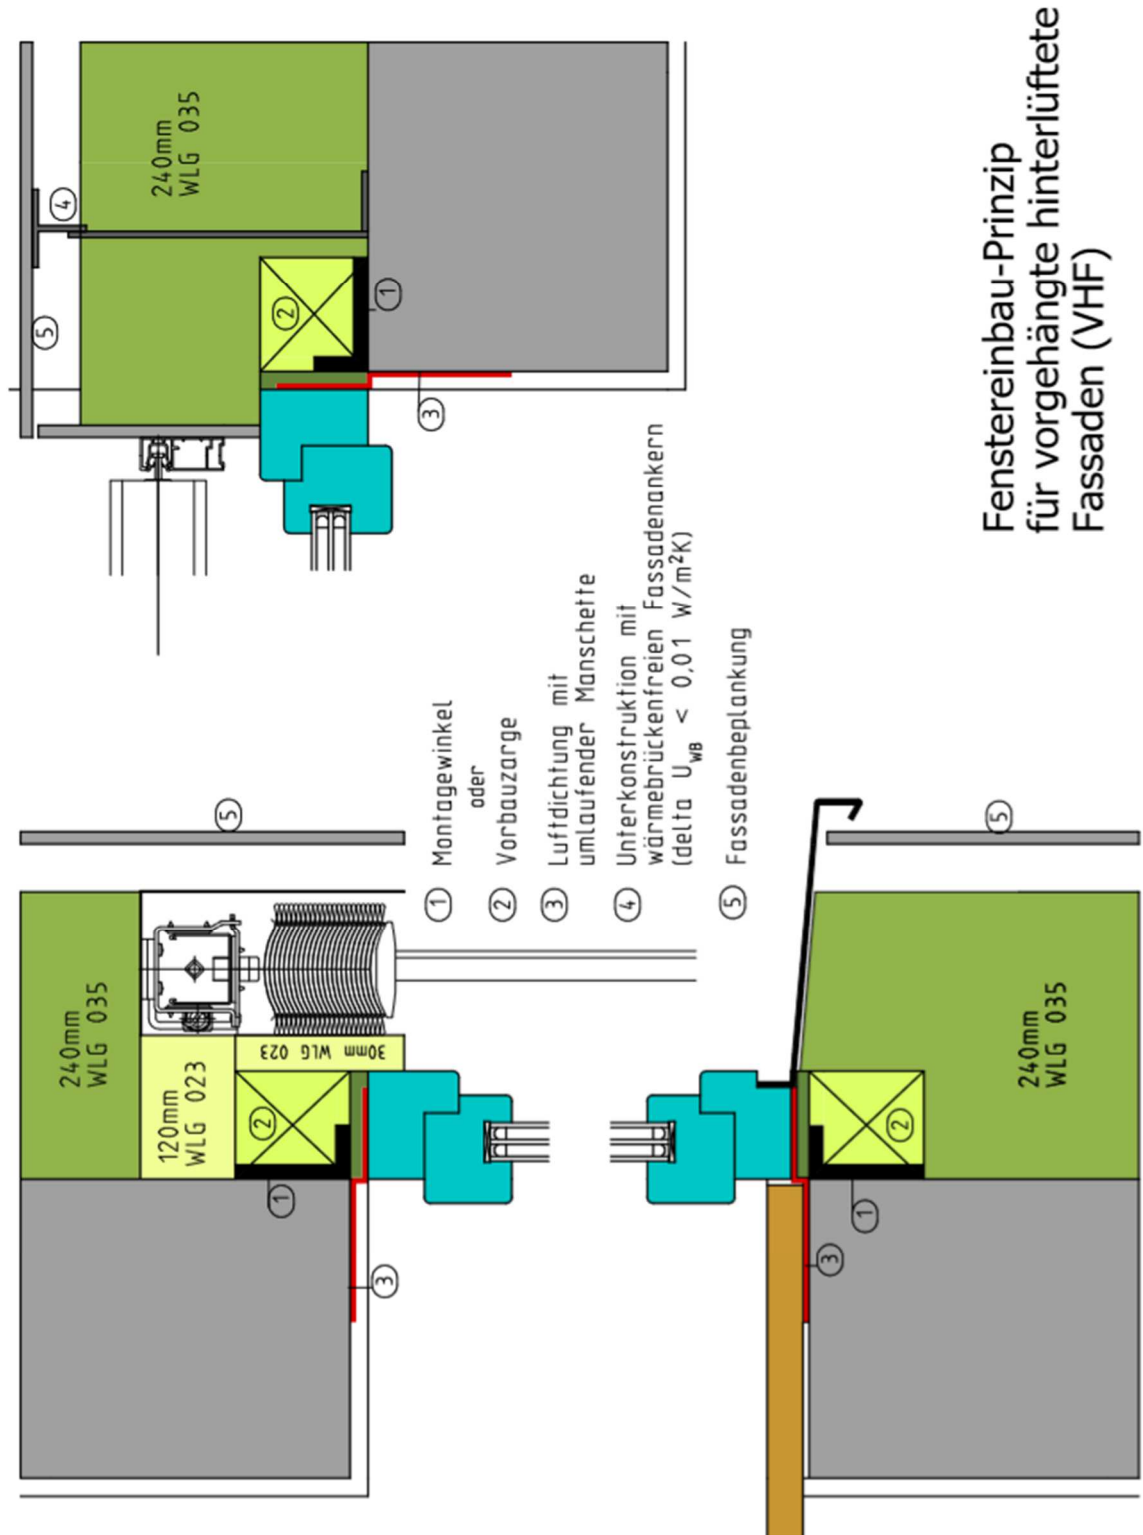 240mm
WLG 035
4
5
2
1
3
5
240mm
WLG 035
120mm
WLG 023
30mm WLG 023
2
1
3
1 Montagewinkel
oder
2 Vorbauzarge
3 Luftdichtung mit
umlaufender Manschette
4 Unterkonstruktion mit
wärmebrückenfreien Fassadenankern
(delta U_WB < 0,01 W/m²K)
5 Fassadenbeplankung
5
240mm
WLG 035
2
1
3
Fenstereinbau-Prinzip
für vorgehängte hinterlüftete
Fassaden (VHF)